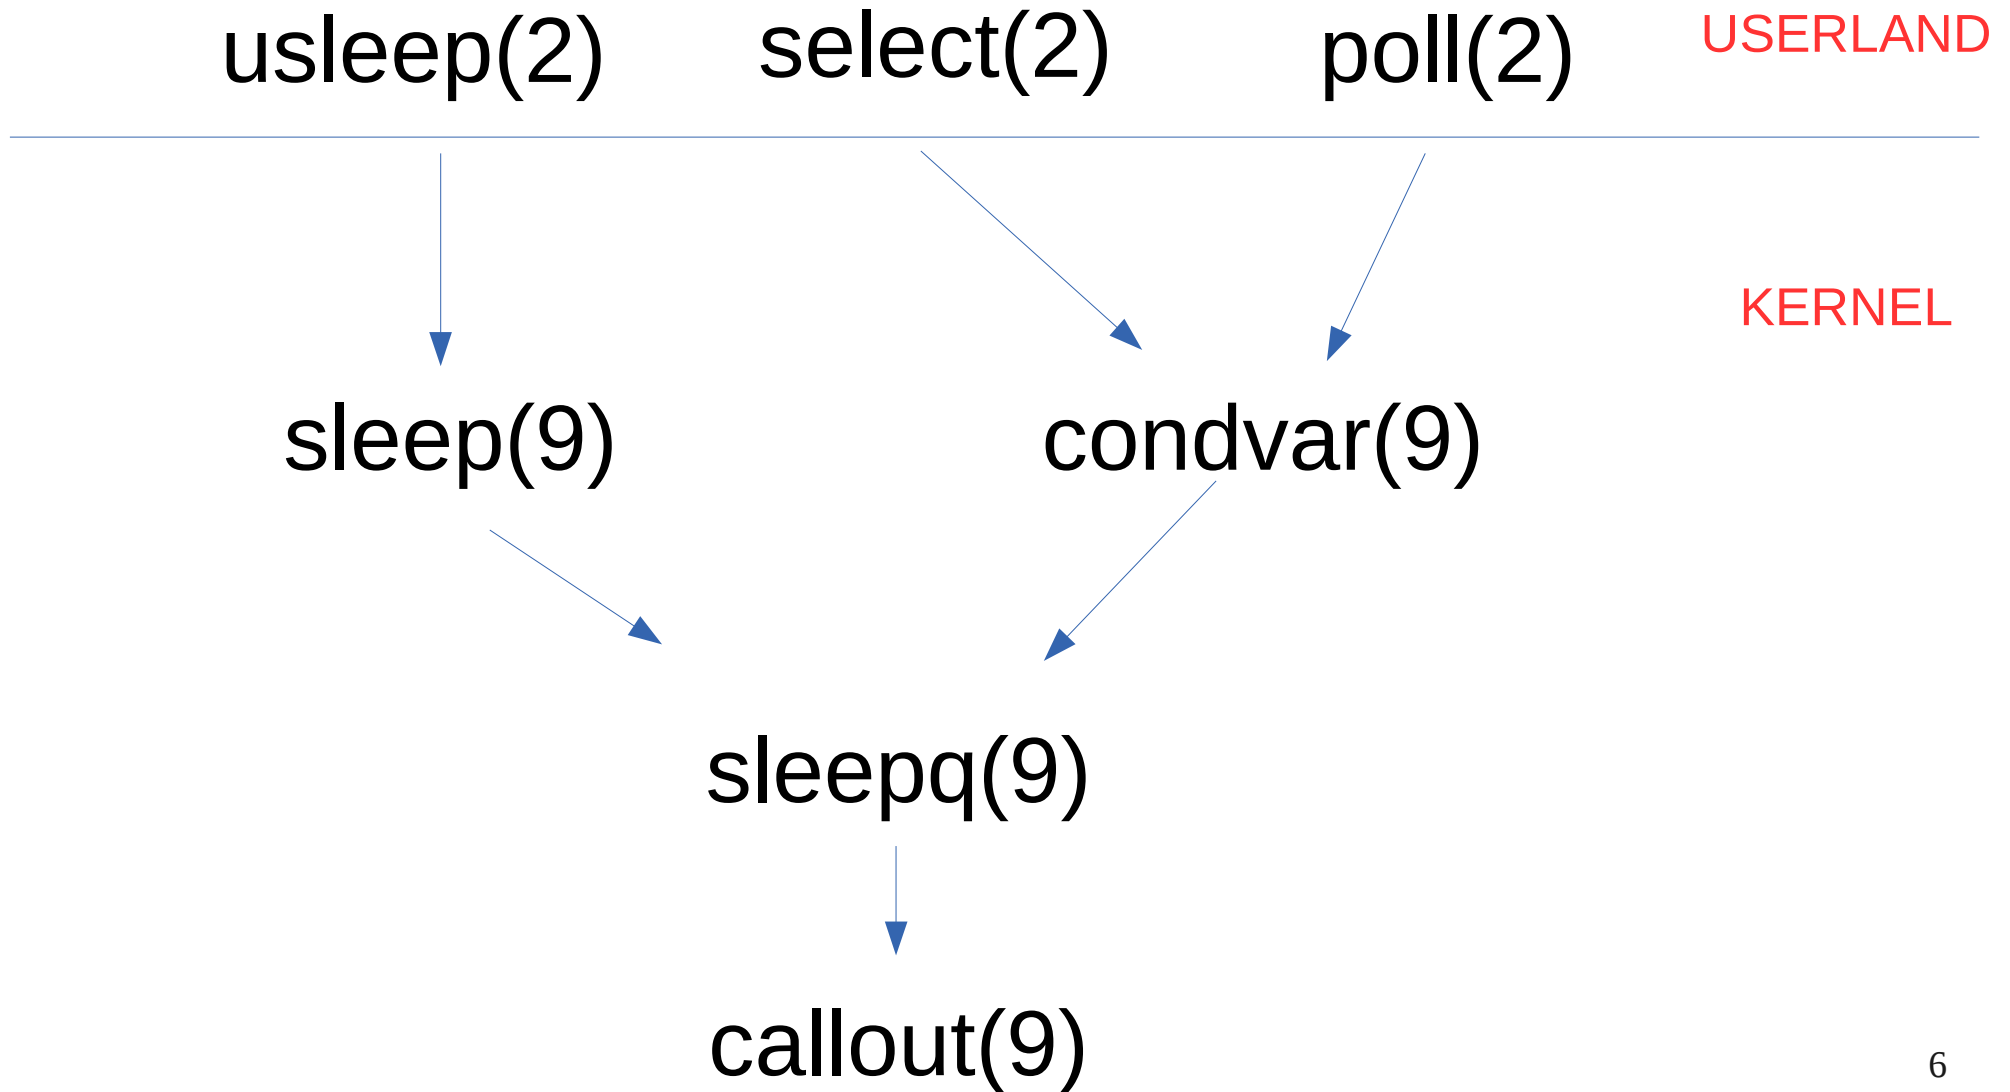 usleep(2)
select(2)
poll(2)
USERLAND
KERNEL
sleep(9)
condvar(9)
sleepq(9)
callout(9)
6